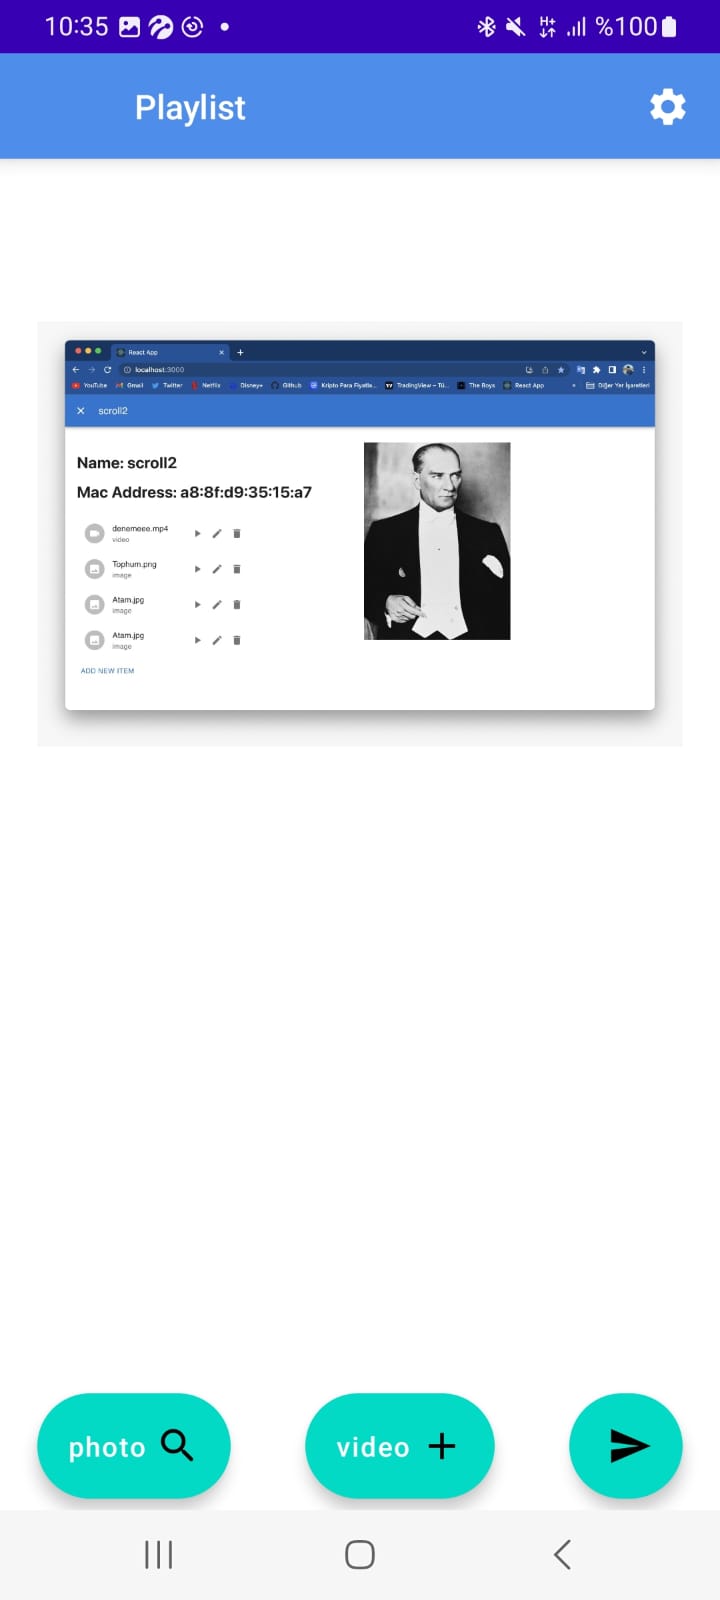 10:35 %100
Playlist
React App
localhost:3000
YouTube Gmail Twitter Netflix Disney+ Github Kripto Para Fiyatla... TradingView – Tü... The Boys React App » Diğer Yer İşaretleri
scroll2
Name: scroll2
Mac Address: a8:8f:d9:35:15:a7
denemeee.mp4
video
Tophum.png
image
Atam.jpg
image
Atam.jpg
image
ADD NEW ITEM
photo
video